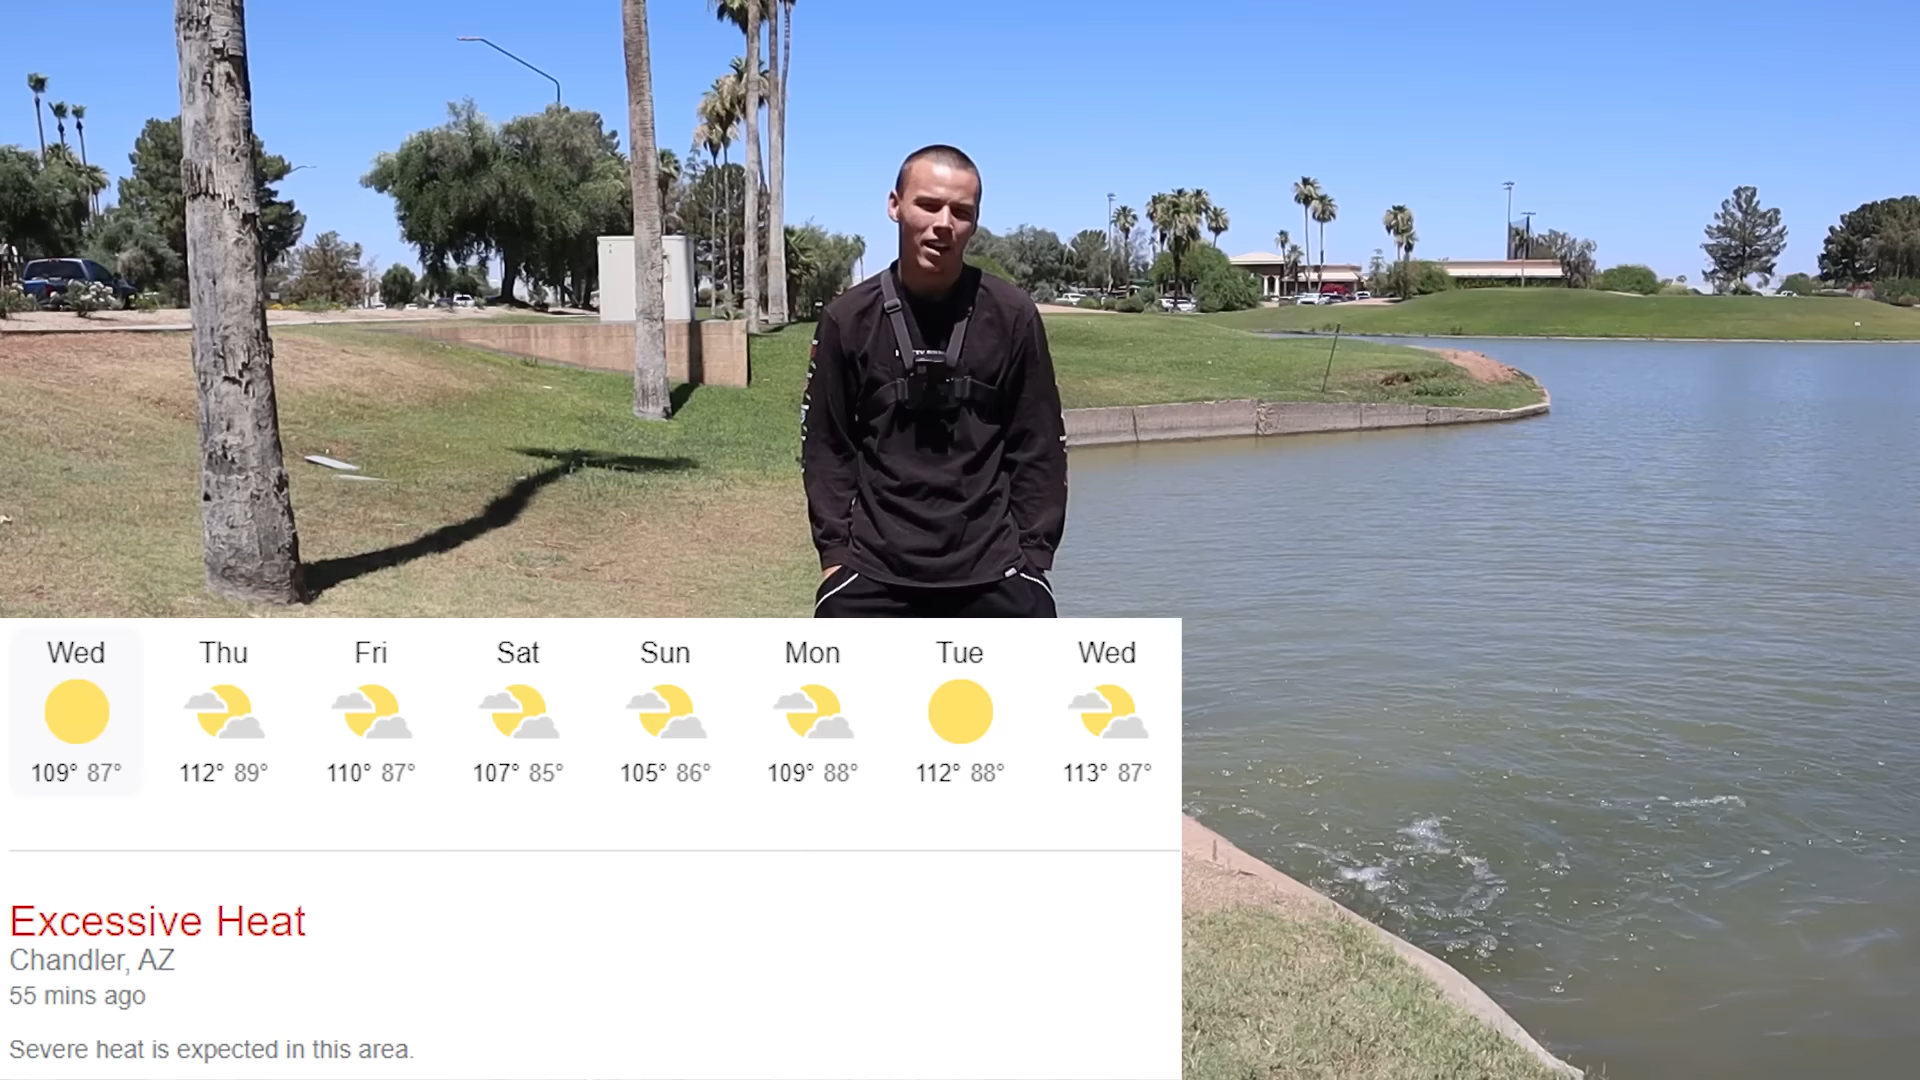 Wed Thu Fri Sat Sun Mon Tue Wed
109° 87° 112° 89° 110° 87° 107° 85° 105° 86° 109° 88° 112° 88° 113° 87°
Excessive Heat
Chandler, AZ
55 mins ago
Severe heat is expected in this area.